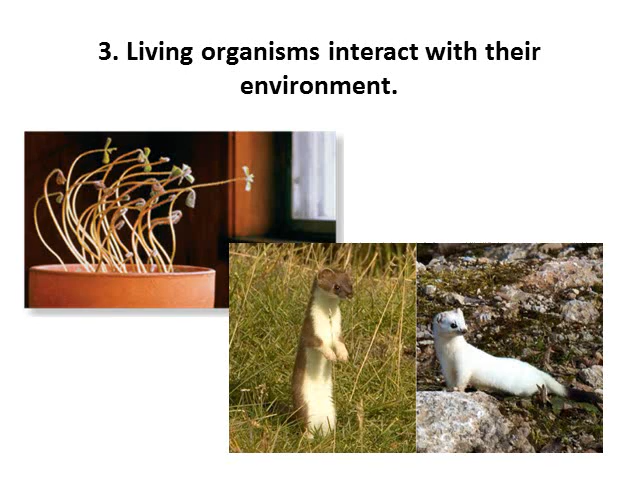 3. Living organisms interact with their
environment.